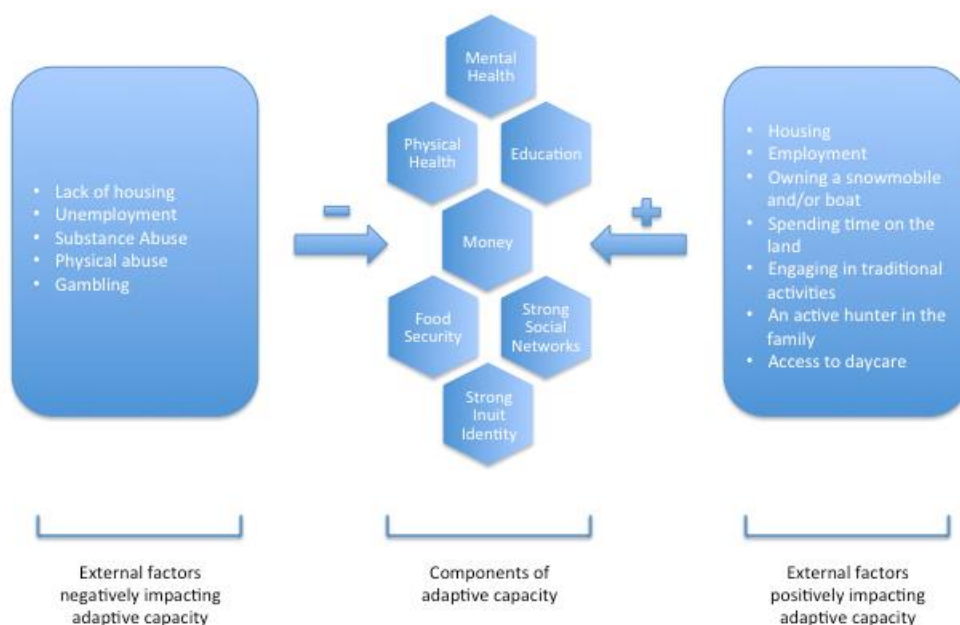 • Lack of housing
• Unemployment
• Substance Abuse
• Physical abuse
• Gambling
Mental
Health
Physical
Health
Education
Money
Food
Security
Strong
Social
Networks
Strong
Inuit
Identity
• Housing
• Employment
• Owning a snowmobile
and/or boat
• Spending time on the
land
• Engaging in traditional
activities
• An active hunter in the
family
• Access to daycare
External factors
negatively impacting
adaptive capacity
Components of
adaptive capacity
External factors
positively impacting
adaptive capacity